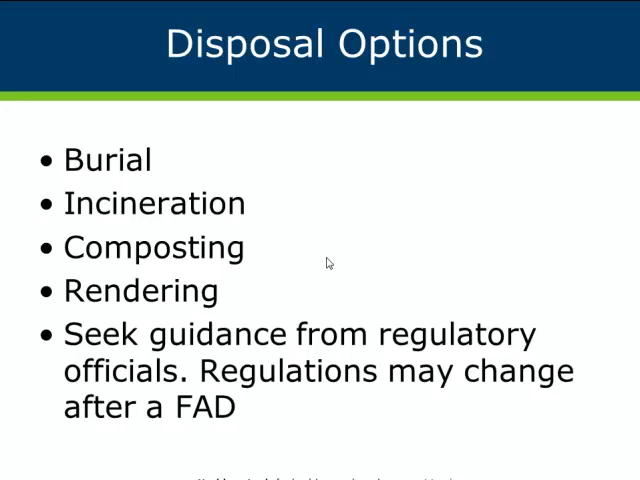 Disposal Options
• Burial
• Incineration
• Composting
• Rendering
• Seek guidance from regulatory
officials. Regulations may change
after a FAD